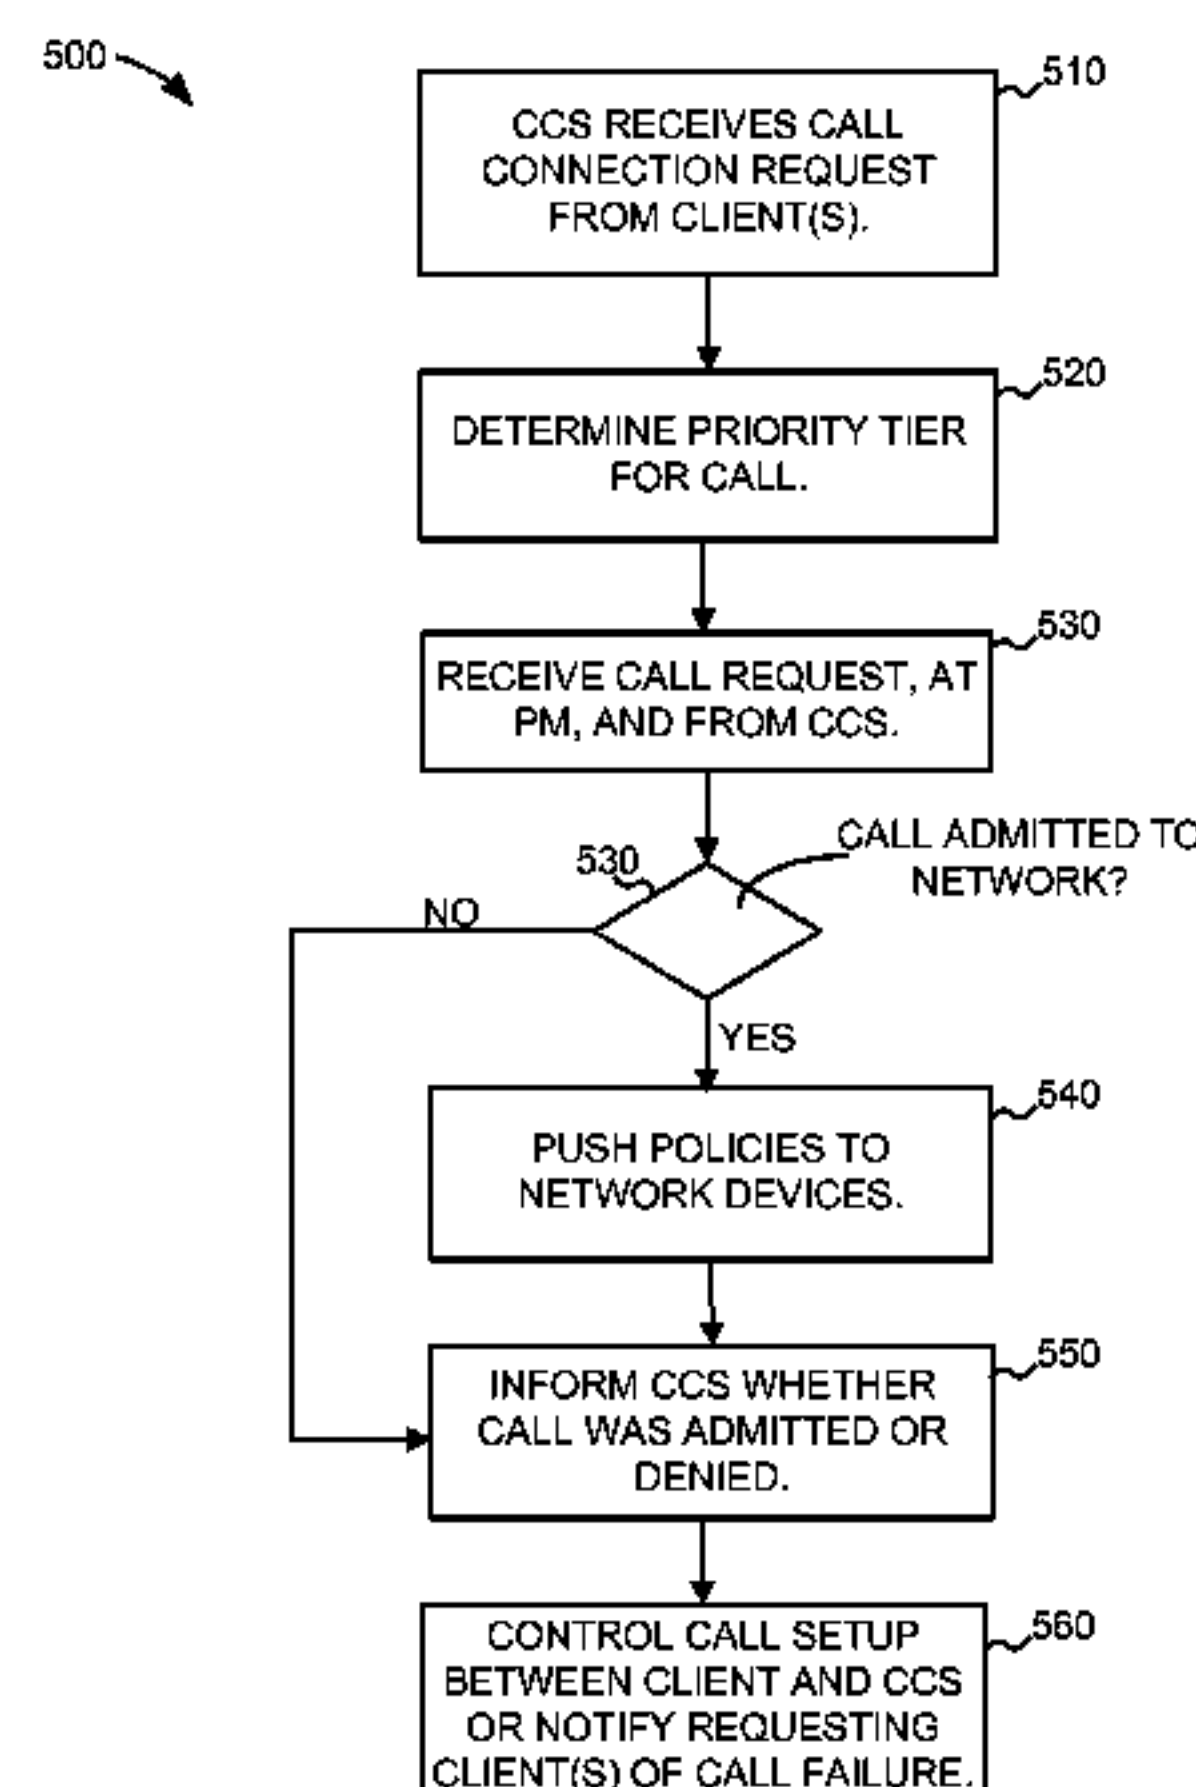 500
510
CCS RECEIVES CALL
CONNECTION REQUEST
FROM CLIENT(S).
520
DETERMINE PRIORITY TIER
FOR CALL.
530
RECEIVE CALL REQUEST, AT
PM, AND FROM CCS.
CALL ADMITTED TO
NETWORK?
530
NO
YES
540
PUSH POLICIES TO
NETWORK DEVICES.
550
INFORM CCS WHETHER
CALL WAS ADMITTED OR
DENIED.
560
CONTROL CALL SETUP
BETWEEN CLIENT AND CCS
OR NOTIFY REQUESTING
CLIENT(S) OF CALL FAILURE.